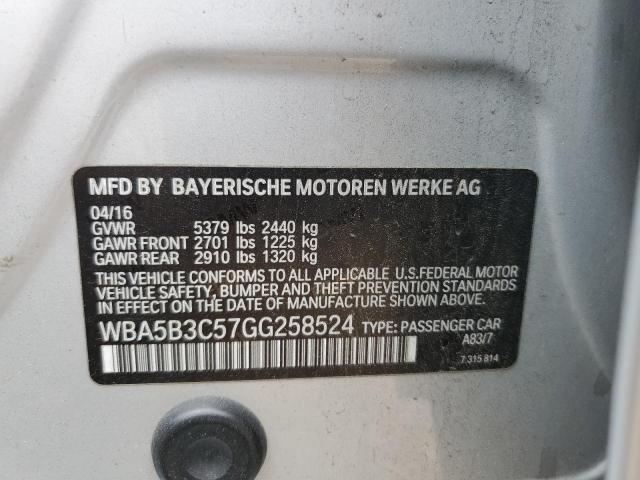 MFD BY BAYERISCHE MOTOREN WERKE AG
04/16
GVWR 5379 lbs 2440 kg
GAWR FRONT 2701 lbs 1225 kg
GAWR REAR 2910 lbs 1320 kg
THIS VEHICLE CONFORMS TO ALL APPLICABLE U.S.FEDERAL MOTOR
VEHICLE SAFETY, BUMPER AND THEFT PREVENTION STANDARDS
IN EFFECT ON THE DATE OF MANUFACTURE SHOWN ABOVE.
WBA5B3C57GG258524 TYPE: PASSENGER CAR
A83/7
7 315 814